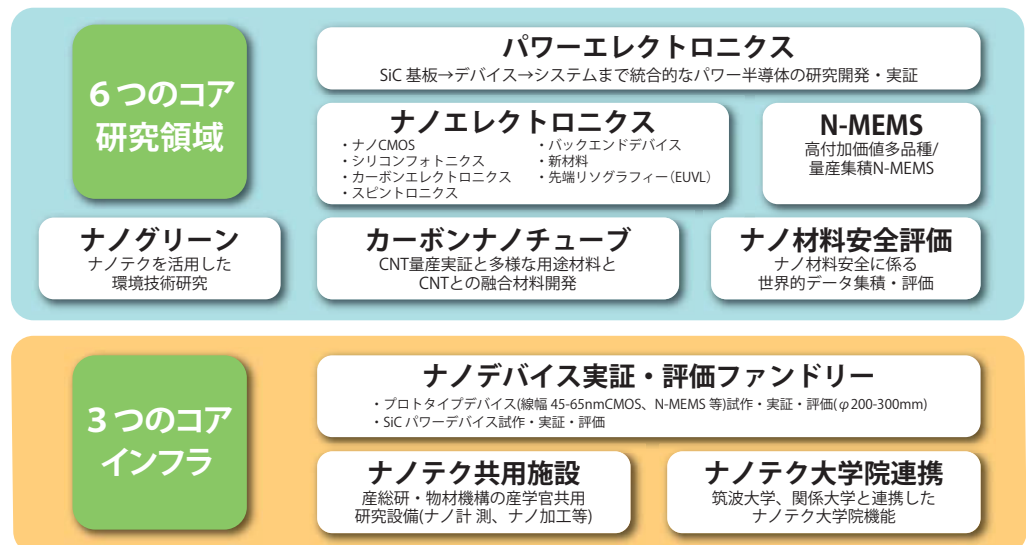 6つのコア
研究領域
パワーエレクトロニクス
SiC 基板→デバイス→システムまで統合的なパワー半導体の研究開発・実証
ナノエレクトロニクス
・ナノCMOS
・シリコンフォトニクス
・カーボンエレクトロニクス
・スピントロニクス
・バックエンドデバイス
・新材料
・先端リソグラフィー(EUVL)
N-MEMS
高付加価値多品種/
量産集積N-MEMS
ナノグリーン
ナノテクを活用した
環境技術研究
カーボンナノチューブ
CNT量産実証と多様な用途材料と
CNTとの融合材料開発
ナノ材料安全評価
ナノ材料安全に係る
世界的データ集積・評価
3つのコア
インフラ
ナノデバイス実証・評価ファンドリー
・プロトタイプデバイス(線幅 45-65nmCMOS、N-MEMS 等)試作・実証・評価(φ200-300mm)
・SiC パワーデバイス試作・実証・評価
ナノテク共用施設
産総研・物材機構の産学官共用
研究設備(ナノ計 測、ナノ加工等)
ナノテク大学院連携
筑波大学、関係大学と連携した
ナノテク大学院機能